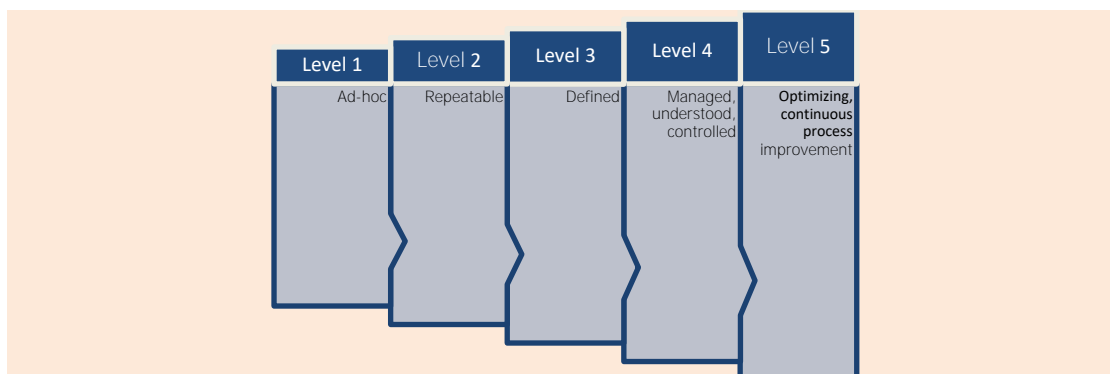 Level 1
Ad-hoc
Level 2
Repeatable
Level 3
Defined
Level 4
Managed,
understood,
controlled
Level 5
Optimizing,
continuous
process
improvement